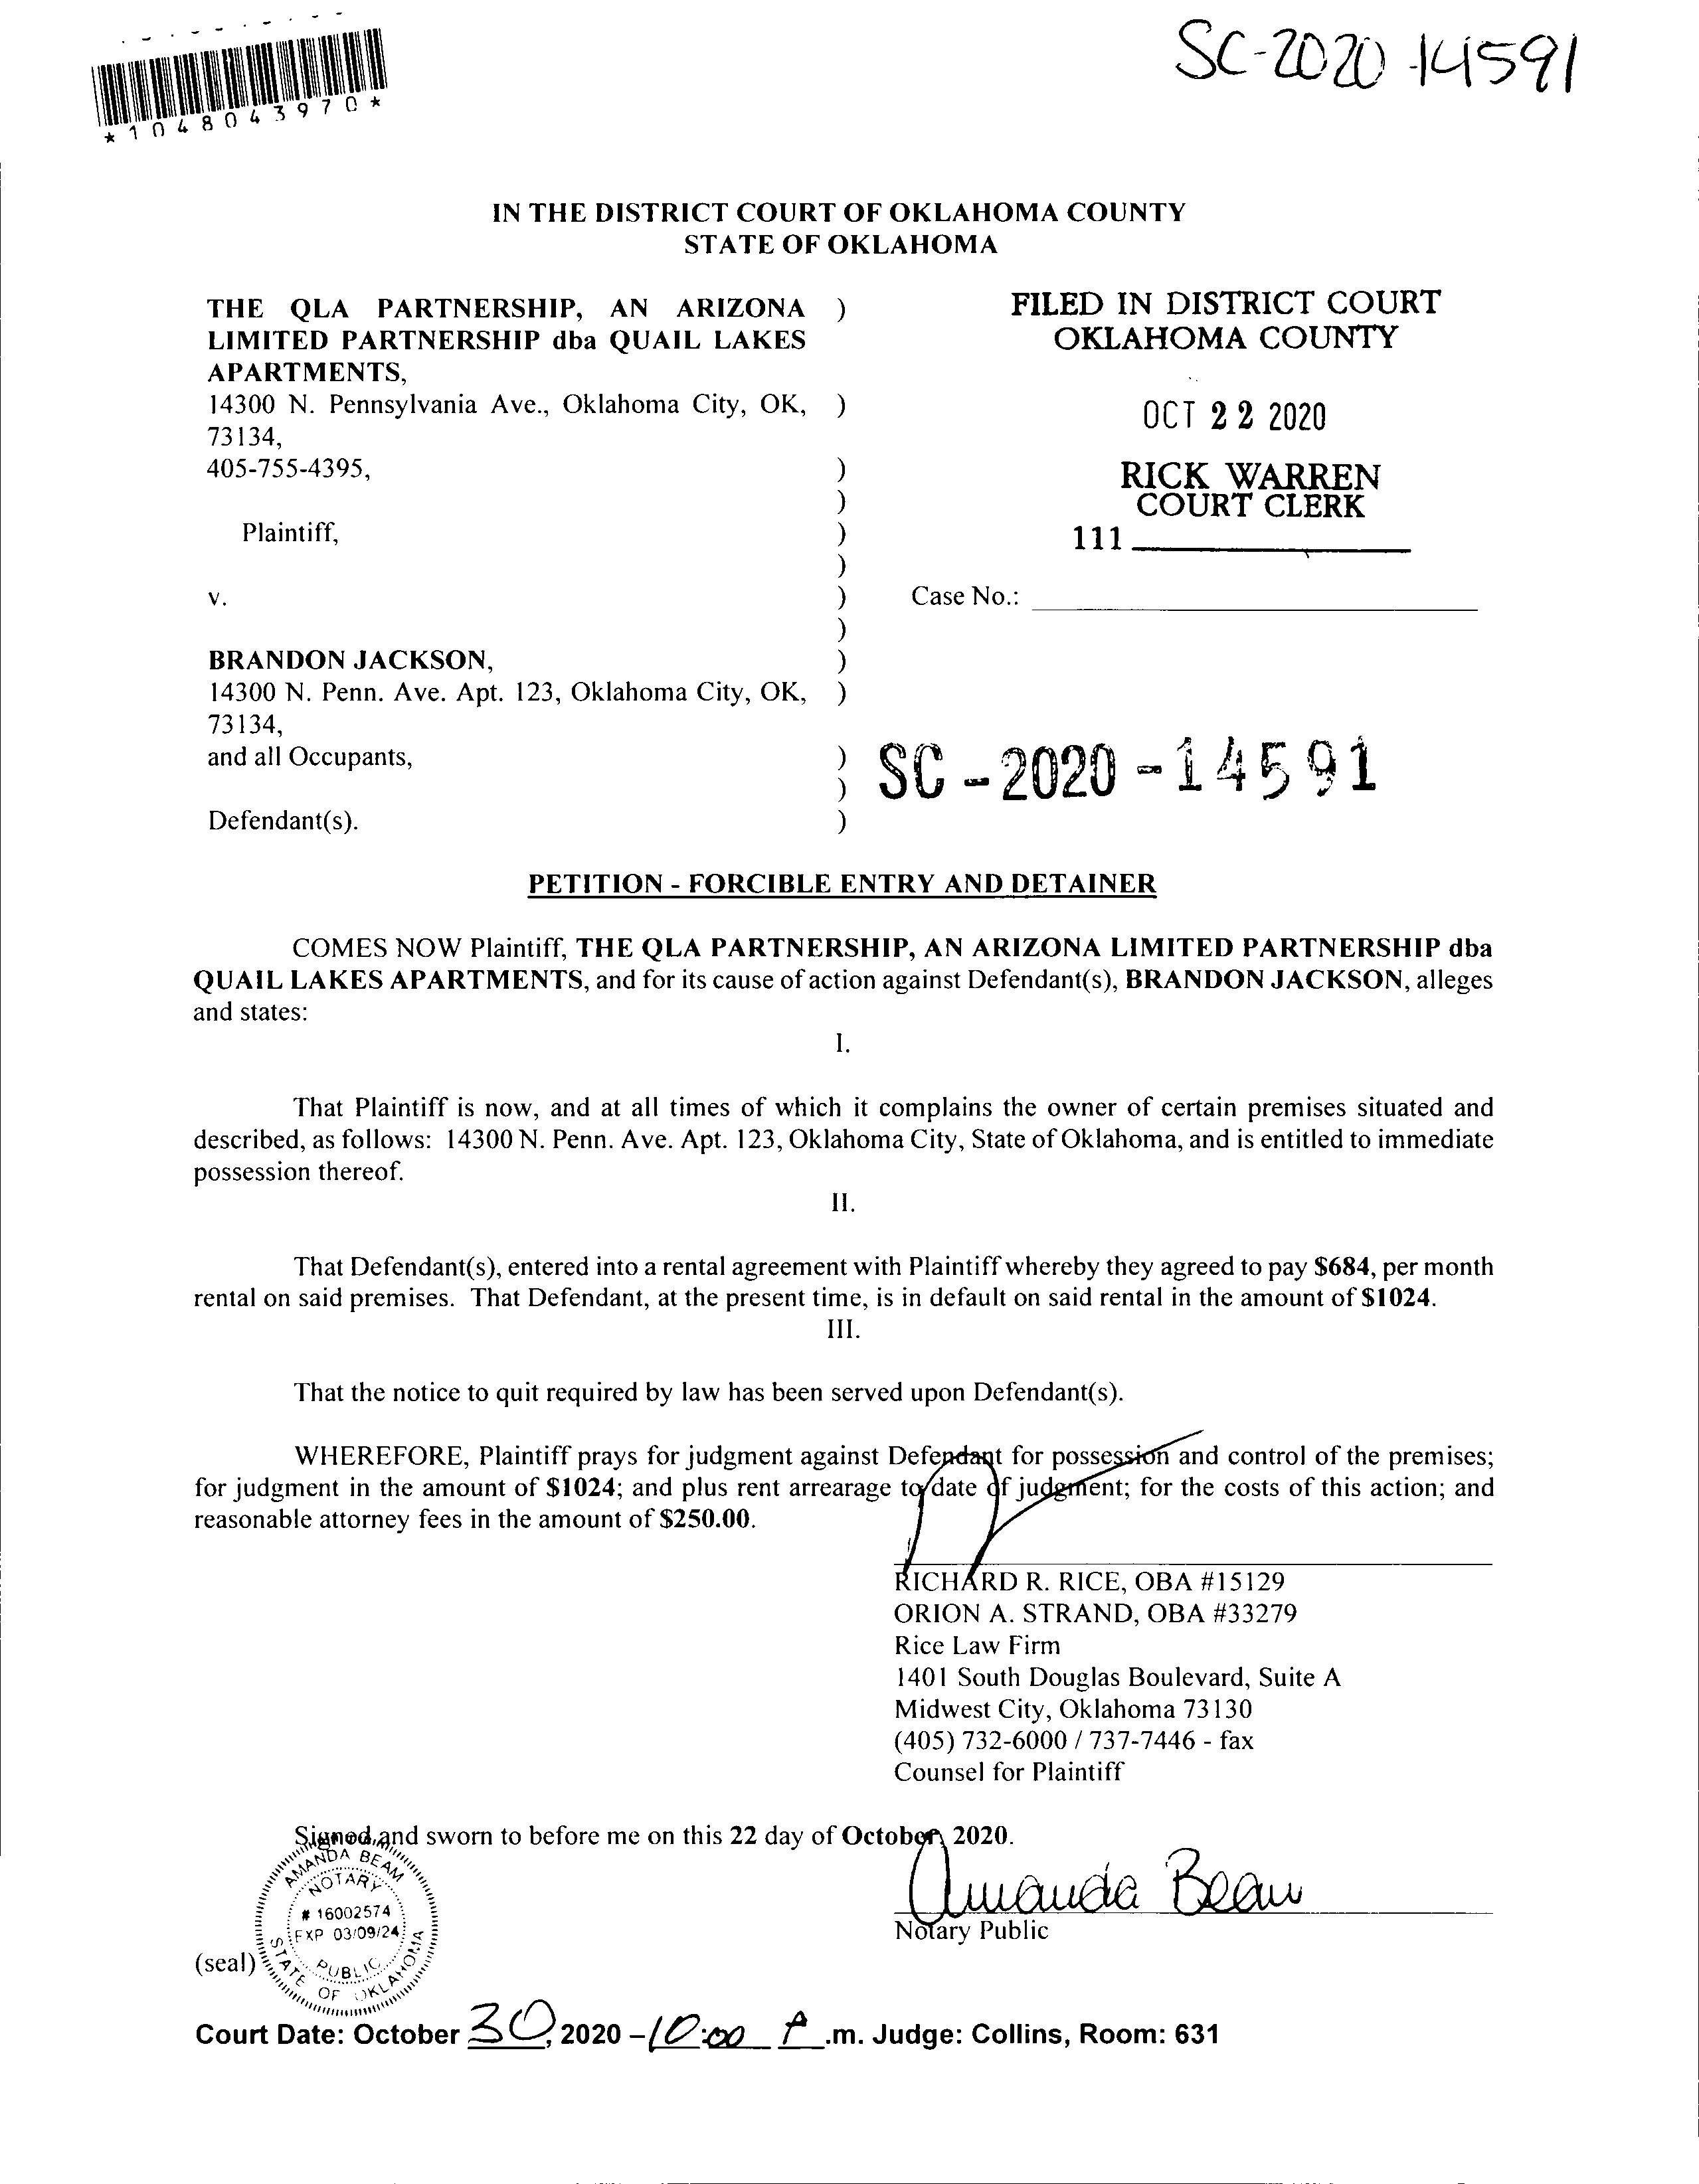 SC-2020-14591
*1048043970*
IN THE DISTRICT COURT OF OKLAHOMA COUNTY
STATE OF OKLAHOMA
THE QLA PARTNERSHIP, AN ARIZONA )
LIMITED PARTNERSHIP dba QUAIL LAKES
APARTMENTS,
14300 N. Pennsylvania Ave., Oklahoma City, OK, )
73134,
405-755-4395, )
)
Plaintiff, )
)
v. )
)
BRANDON JACKSON, )
14300 N. Penn. Ave. Apt. 123, Oklahoma City, OK, )
73134,
and all Occupants, )
)
Defendant(s). )
FILED IN DISTRICT COURT
OKLAHOMA COUNTY
OCT 22 2020
RICK WARREN
COURT CLERK
111
Case No.:
SC-2020-14591
PETITION - FORCIBLE ENTRY AND DETAINER
COMES NOW Plaintiff, THE QLA PARTNERSHIP, AN ARIZONA LIMITED PARTNERSHIP dba
QUAIL LAKES APARTMENTS, and for its cause of action against Defendant(s), BRANDON JACKSON, alleges
and states:
I.
That Plaintiff is now, and at all times of which it complains the owner of certain premises situated and
described, as follows: 14300 N. Penn. Ave. Apt. 123, Oklahoma City, State of Oklahoma, and is entitled to immediate
possession thereof.
II.
That Defendant(s), entered into a rental agreement with Plaintiff whereby they agreed to pay $684, per month
rental on said premises. That Defendant, at the present time, is in default on said rental in the amount of $1024.
III.
That the notice to quit required by law has been served upon Defendant(s).
WHEREFORE, Plaintiff prays for judgment against Defendant for possession and control of the premises;
for judgment in the amount of $1024; and plus rent arrearage to date of judgment; for the costs of this action; and
reasonable attorney fees in the amount of $250.00.
RICHARD R. RICE, OBA #15129
ORION A. STRAND, OBA #33279
Rice Law Firm
1401 South Douglas Boulevard, Suite A
Midwest City, Oklahoma 73130
(405) 732-6000 / 737-7446 - fax
Counsel for Plaintiff
Signed and sworn to before me on this 22 day of October, 2020.
Amanda Beam
Notary Public
AMANDA BEAM
NOTARY
# 16002574
EXP 03/09/24
PUBLIC
STATE OF OKLAHOMA
(seal)
Court Date: October 30, 2020 - 10:00 A.m. Judge: Collins, Room: 631